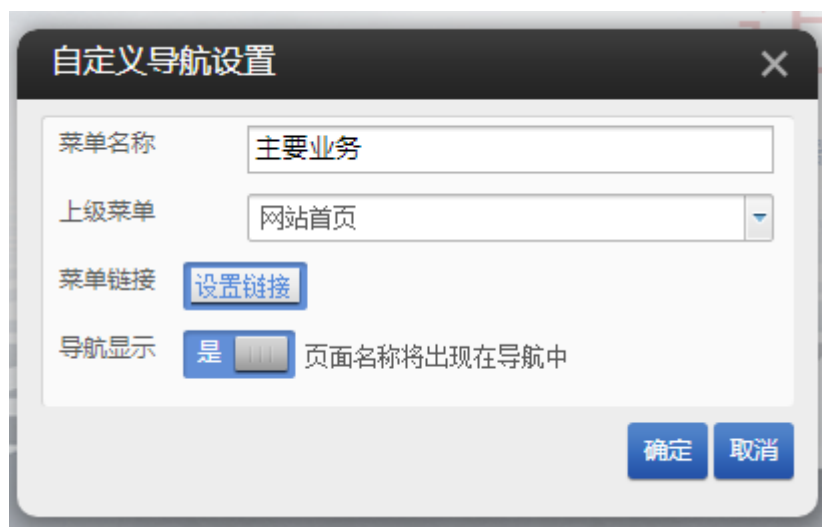 自定义导航设置
菜单名称 主要业务
上级菜单 网站首页
菜单链接 设置链接
导航显示 是 页面名称将出现在导航中
确定 取消